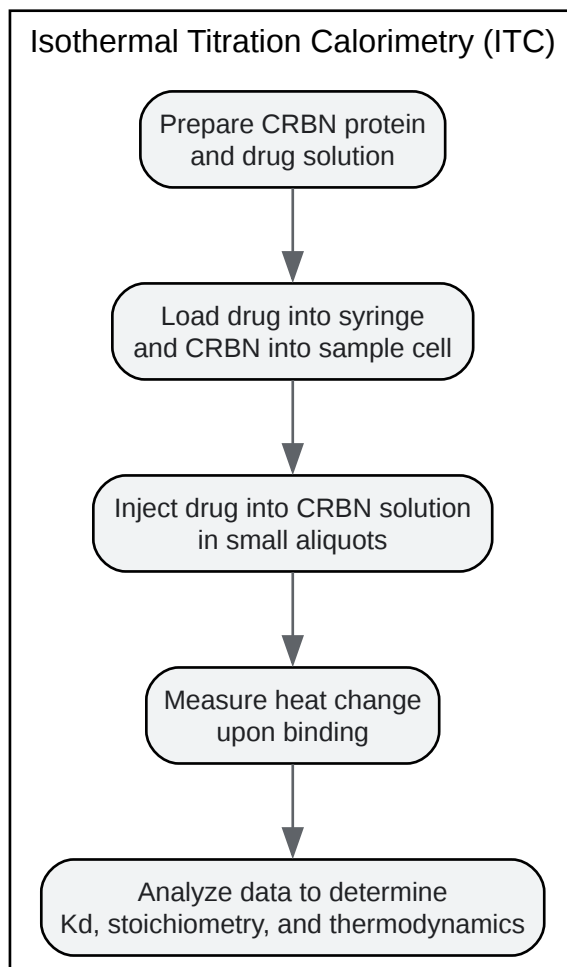 Isothermal Titration Calorimetry (ITC)
Prepare CRBN protein
and drug solution
Load drug into syringe
and CRBN into sample cell
Inject drug into CRBN solution
in small aliquots
Measure heat change
upon binding
Analyze data to determine
Kd, stoichiometry, and thermodynamics